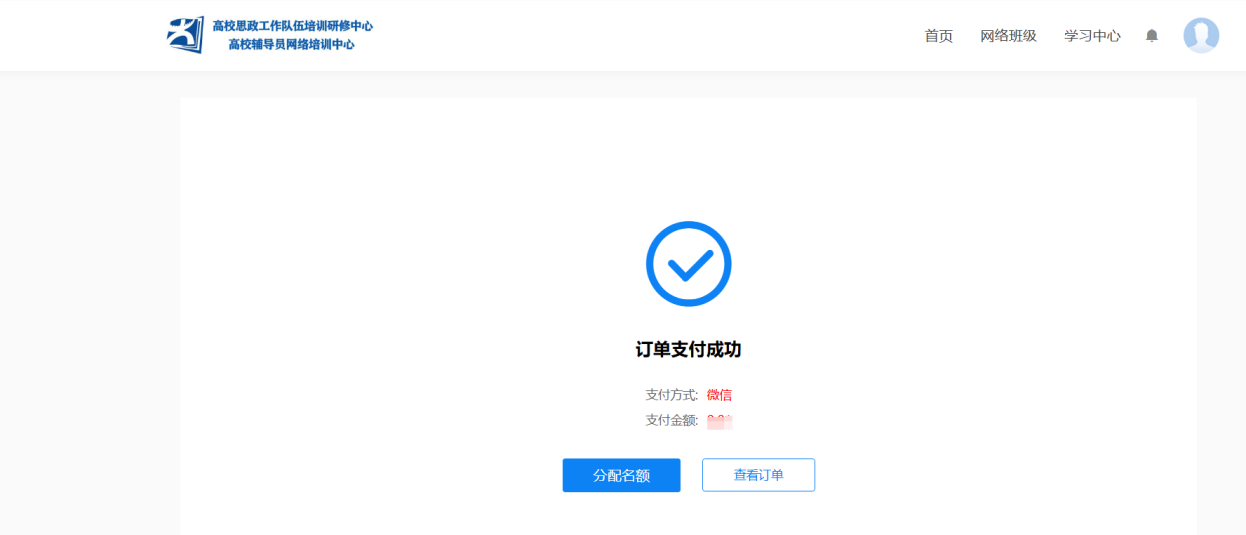 高校思政工作队伍培训研修中心
高校辅导员网络培训中心
首页 网络班级 学习中心
订单支付成功
支付方式: 微信
支付金额:
分配名额 查看订单